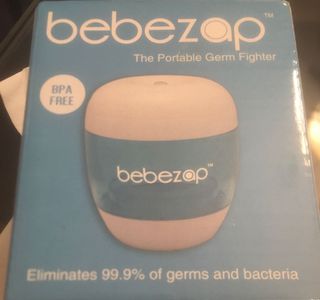 bebezap™
The Portable Germ Fighter
BPA
FREE
bebezap™
Eliminates 99.9% of germs and bacteria